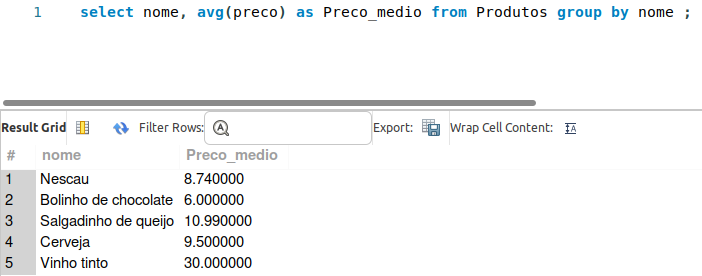 1 select nome, avg(preco) as Preco_medio from Produtos group by nome ;
Result Grid Filter Rows: Export: Wrap Cell Content:
# nome Preco_medio
1 Nescau 8.740000
2 Bolinho de chocolate 6.000000
3 Salgadinho de queijo 10.990000
4 Cerveja 9.500000
5 Vinho tinto 30.000000